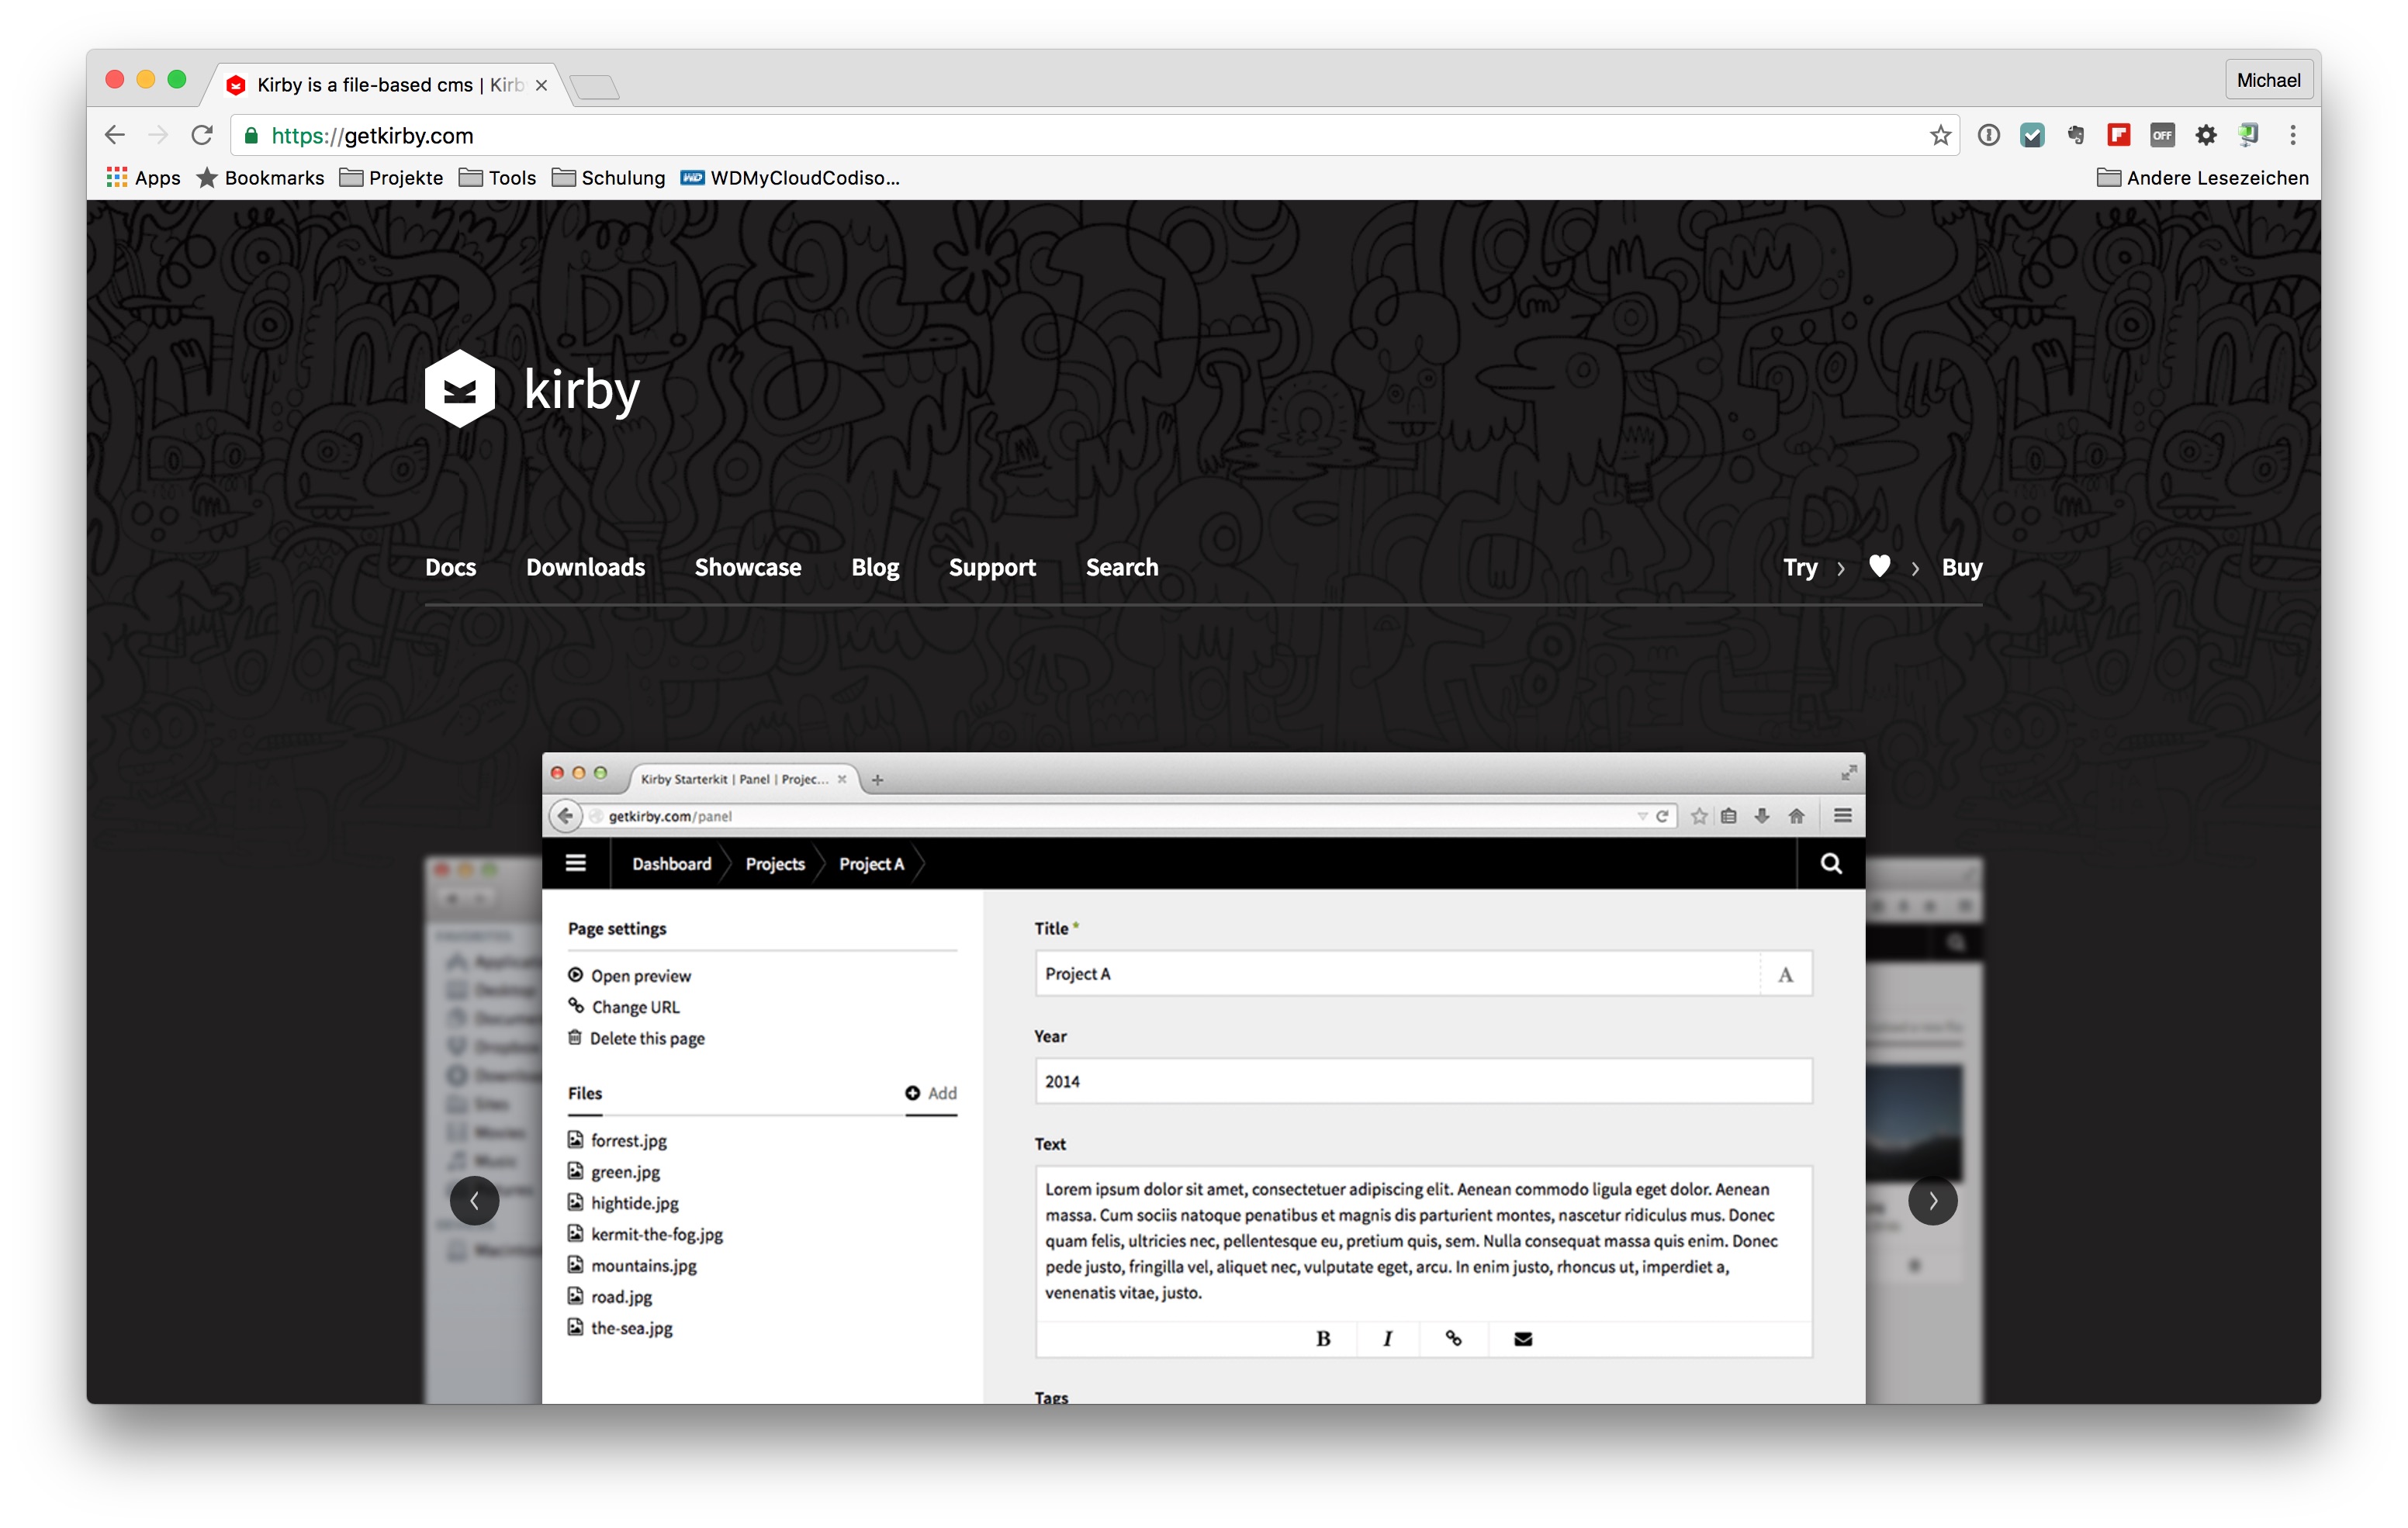 Kirby is a file-based cms | Kirb
Michael
https://getkirby.com
OFF
Apps Bookmarks Projekte Tools Schulung WD WDMyCloudCodiso... Andere Lesezeichen
kirby
Docs Downloads Showcase Blog Support Search Try › › Buy
Kirby Starterkit | Panel | Projec...
getkirby.com/panel
Dashboard Projects Project A
Page settings
Open preview
Change URL
Delete this page
Files Add
forrest.jpg
green.jpg
hightide.jpg
kermit-the-fog.jpg
mountains.jpg
road.jpg
the-sea.jpg
Title *
Project A A
Year
2014
Text
Lorem ipsum dolor sit amet, consectetuer adipiscing elit. Aenean commodo ligula eget dolor. Aenean
massa. Cum sociis natoque penatibus et magnis dis parturient montes, nascetur ridiculus mus. Donec
quam felis, ultricies nec, pellentesque eu, pretium quis, sem. Nulla consequat massa quis enim. Donec
pede justo, fringilla vel, aliquet nec, vulputate eget, arcu. In enim justo, rhoncus ut, imperdiet a,
venenatis vitae, justo.
B I
Tags